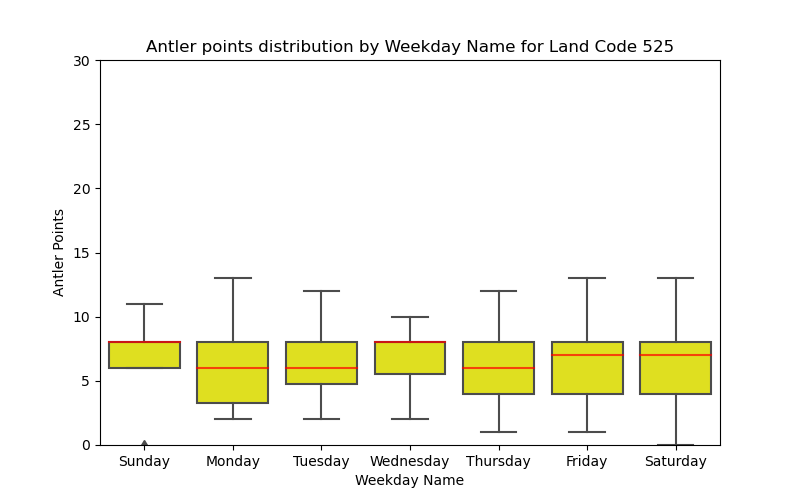 Antler points distribution by Weekday Name for Land Code 525
30
25
20
15
10
5
0
Antler Points
Sunday Monday Tuesday Wednesday Thursday Friday Saturday
Weekday Name